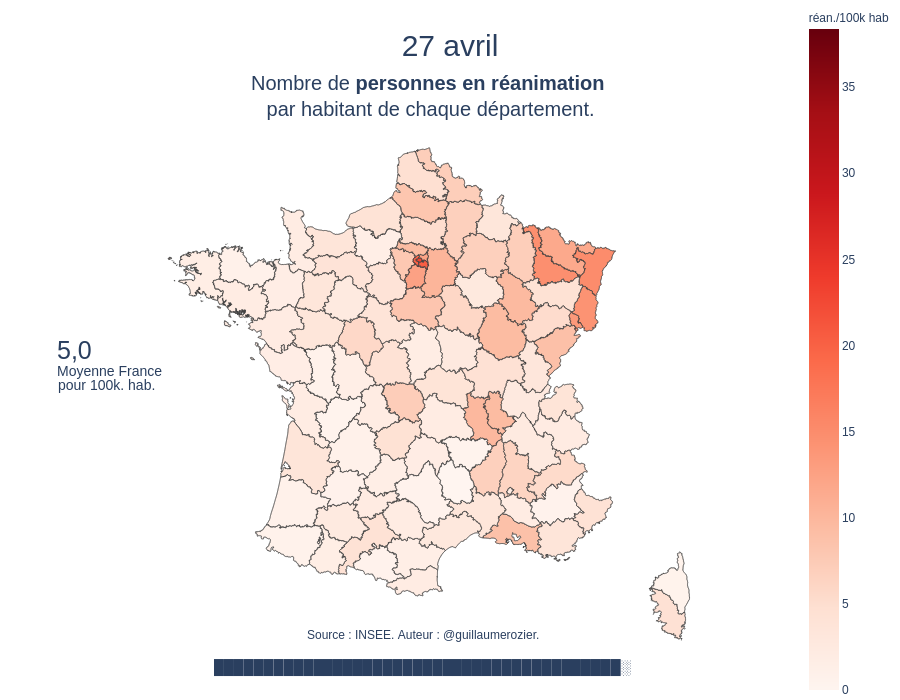 réan./100k hab
27 avril
Nombre de personnes en réanimation
par habitant de chaque département.
35
30
25
20
15
10
5
0
5,0
Moyenne France
pour 100k. hab.
Source : INSEE. Auteur : @guillaumerozier.